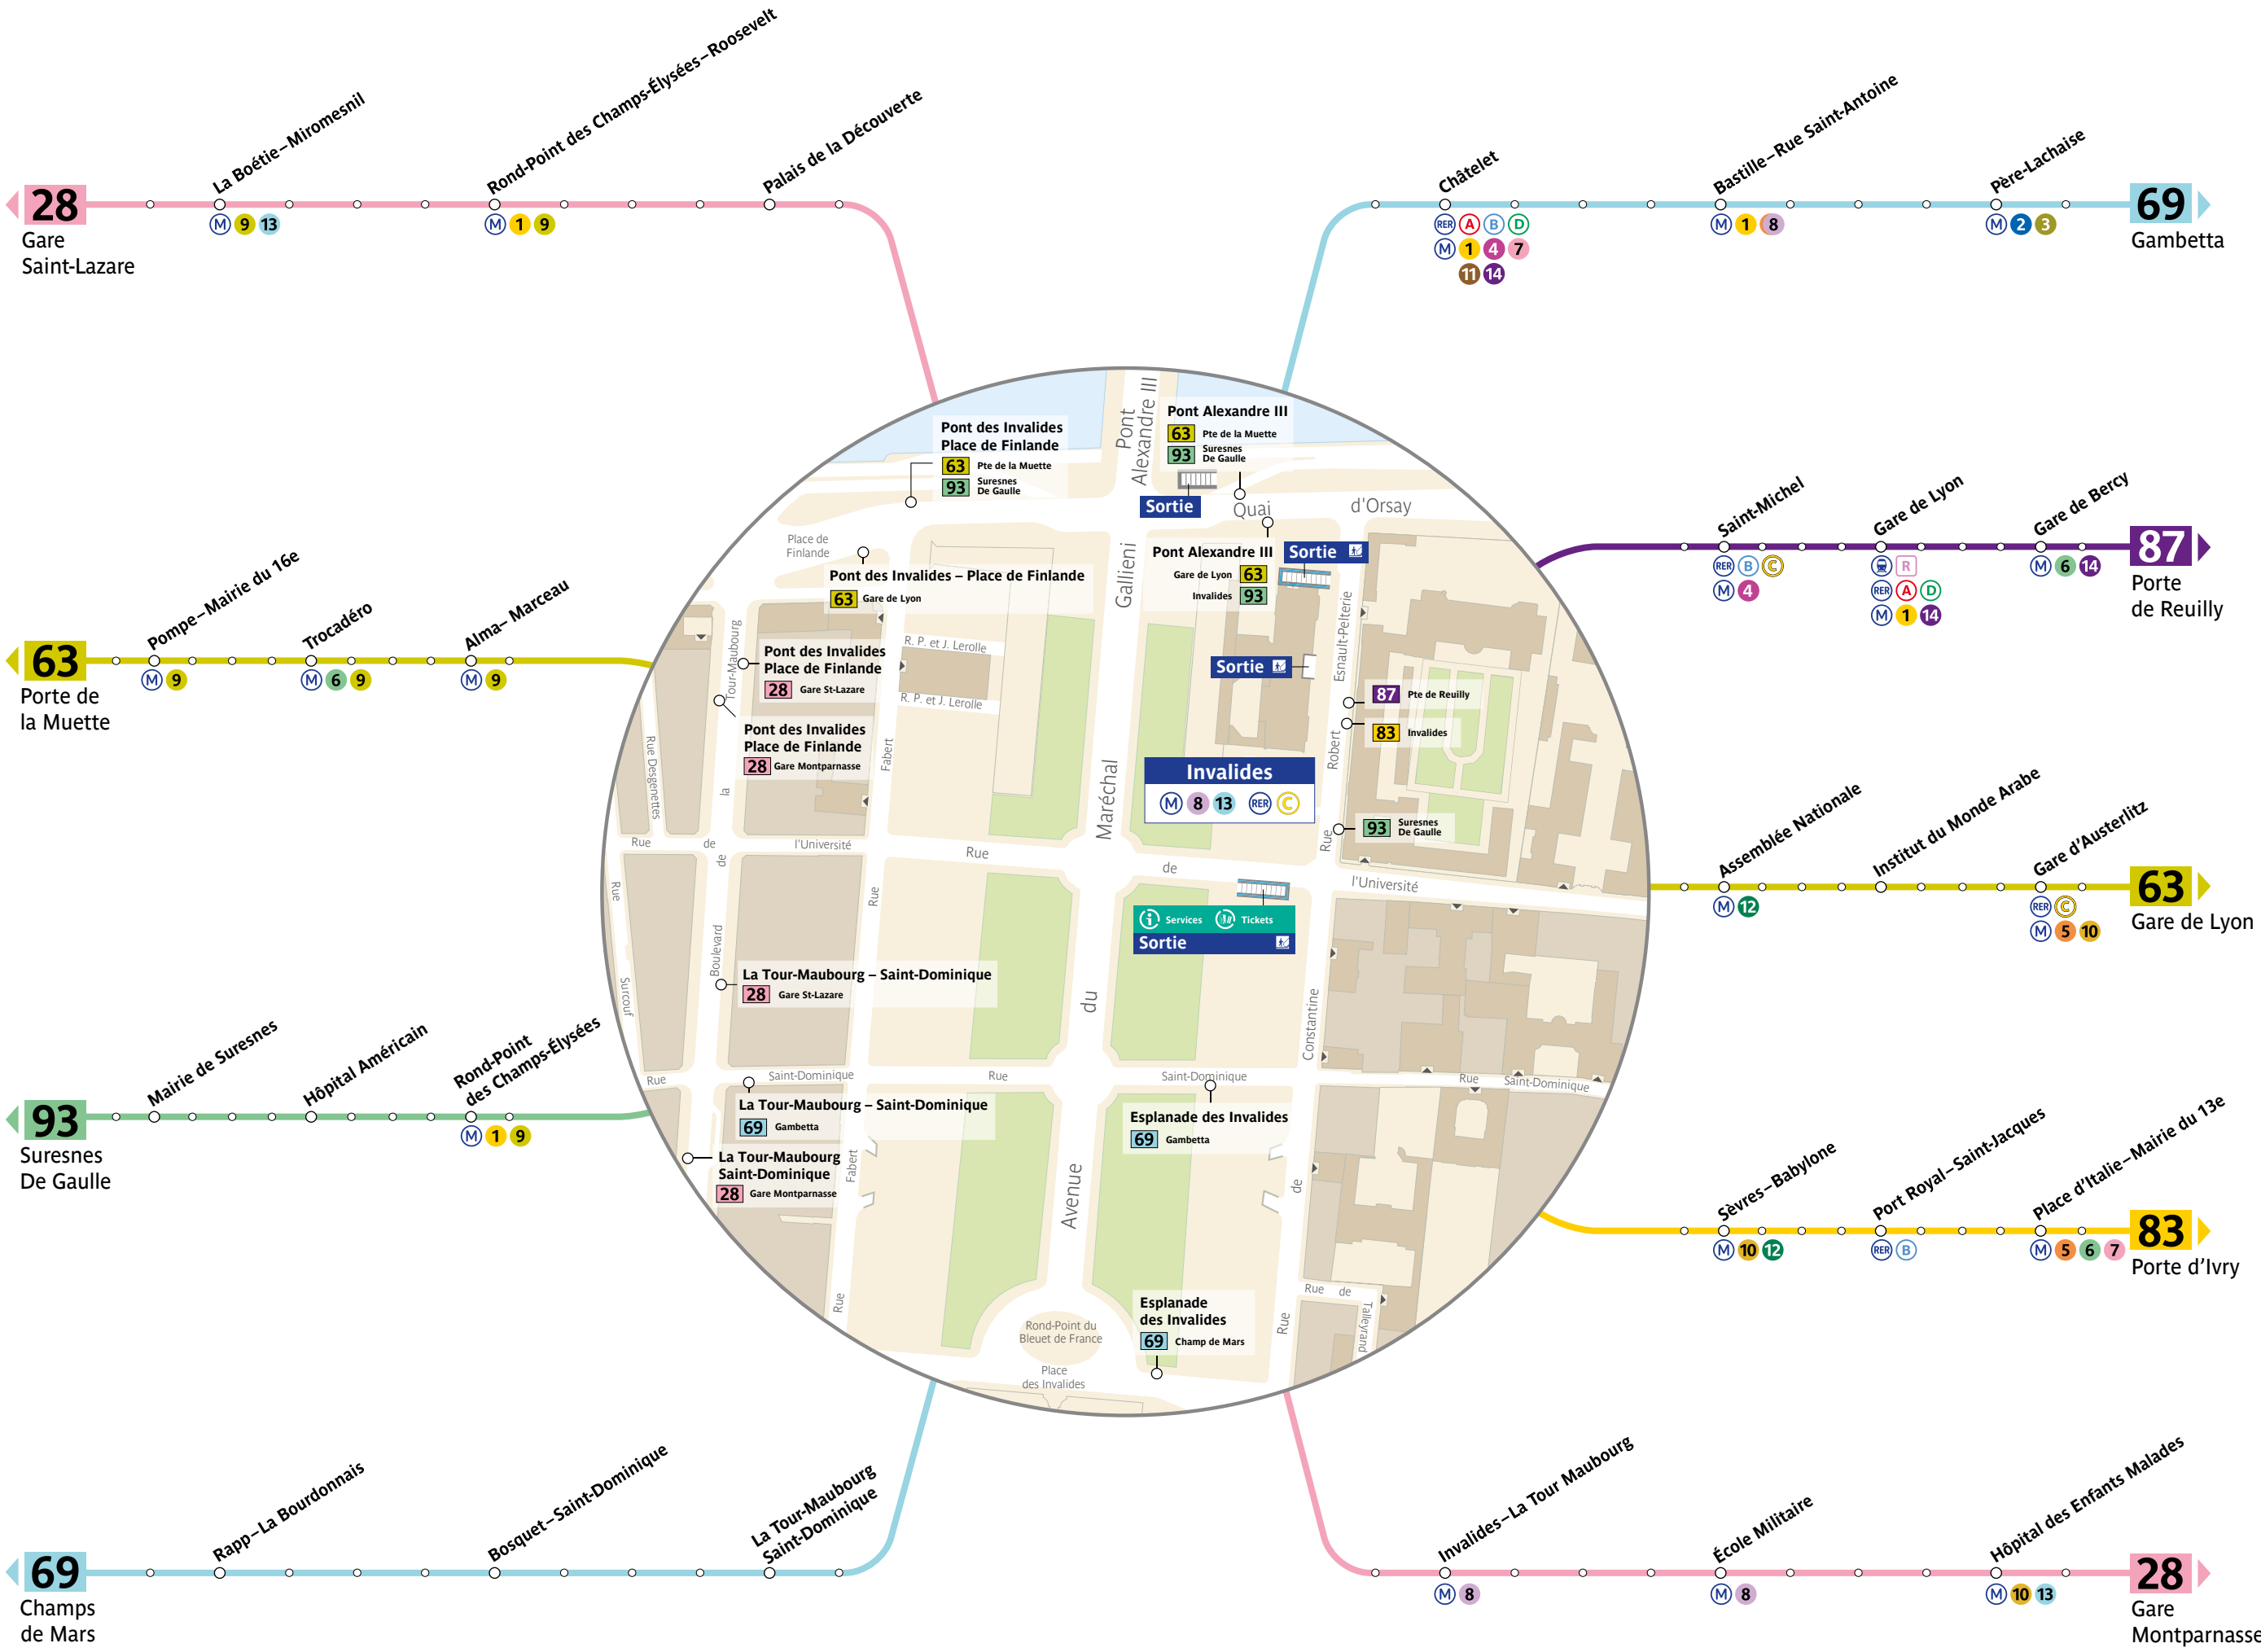 La Boétie–Miromesnil
Rond-Point des Champs-Élysées–Roosevelt
Palais de la Découverte
28
M 9 13
M 1 9
Gare
Saint-Lazare
Châtelet
Bastille–Rue Saint-Antoine
Père-Lachaise
69
RER A B D
M 1 4 7
11 14
M 1 8
M 2 3
Gambetta
Pompe–Mairie du 16e
Trocadéro
Alma–Marceau
63
M 9
M 6 9
M 9
Porte de
la Muette
Saint-Michel
Gare de Lyon
Gare de Bercy
87
RER B C
M 4
R
RER A D
M 1 14
M 6 14
Porte
de Reuilly
Assemblée Nationale
Institut du Monde Arabe
Gare d'Austerlitz
63
M 12
RER C
M 5 10
Gare de Lyon
Mairie de Suresnes
Hôpital Américain
Rond-Point
des Champs-Élysées
93
M 1 9
Suresnes
De Gaulle
Sèvres–Babylone
Port Royal–Saint-Jacques
Place d'Italie–Mairie du 13e
83
M 10 12
RER B
M 5 6 7
Porte d'Ivry
Rapp–La Bourdonnais
Bosquet–Saint-Dominique
La Tour-Maubourg
Saint-Dominique
69
Champs
de Mars
Invalides–La Tour Maubourg
École Militaire
Hôpital des Enfants Malades
28
M 8
M 8
M 10 13
Gare
Montparnasse
Pont
Alexandre III
Pont des Invalides
Place de Finlande
63 Pte de la Muette
93 Suresnes
De Gaulle
Pont Alexandre III
63 Pte de la Muette
93 Suresnes
De Gaulle
Sortie
Quai
d'Orsay
Place de
Finlande
Pont des Invalides – Place de Finlande
63 Gare de Lyon
Gallieni
Pont Alexandre III
Gare de Lyon 63
Invalides 93
Sortie
Sortie
Esnault-Pelterie
Robert
Rue
R. P. et J. Lerolle
R. P. et J. Lerolle
Tour-Maubourg
la
de
Boulevard
Pont des Invalides
Place de Finlande
28 Gare St-Lazare
Pont des Invalides
Place de Finlande
28 Gare Montparnasse
Fabert
Rue
Rue Desgenettes
87 Pte de Reuilly
83 Invalides
Invalides
M 8 13 RER C
Maréchal
93 Suresnes
De Gaulle
Rue
de
l'Université
Rue
de
l'Université
Services
Tickets
Sortie
Rue
Surcouf
La Tour-Maubourg – Saint-Dominique
28 Gare St-Lazare
du
Constantine
Rue
Saint-Dominique
Rue
Saint-Dominique
Rue
Saint-Dominique
La Tour-Maubourg – Saint-Dominique
69 Gambetta
Esplanade des Invalides
69 Gambetta
La Tour-Maubourg
Saint-Dominique
28 Gare Montparnasse
Fabert
Rue
Avenue
de
Rue
Rue de
Talleyrand
Esplanade
des Invalides
69 Champ de Mars
Rond-Point du
Bleuet de France
Place
des Invalides